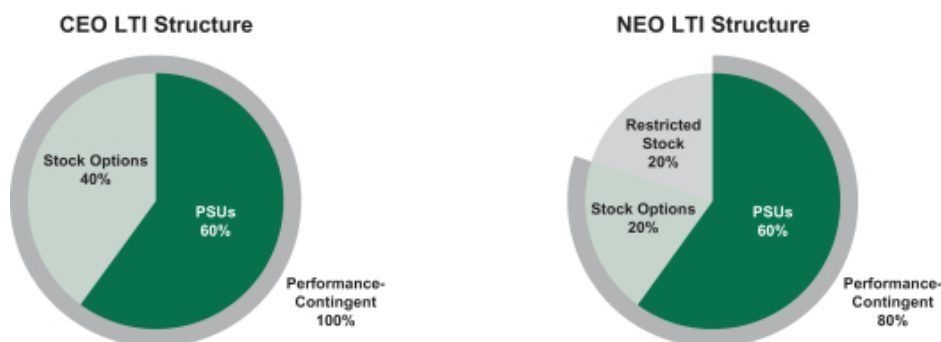 CEO LTI Structure
Stock Options
40%
PSUs
60%
Performance-
Contingent
100%
NEO LTI Structure
Restricted
Stock
20%
Stock Options
20%
PSUs
60%
Performance-
Contingent
80%